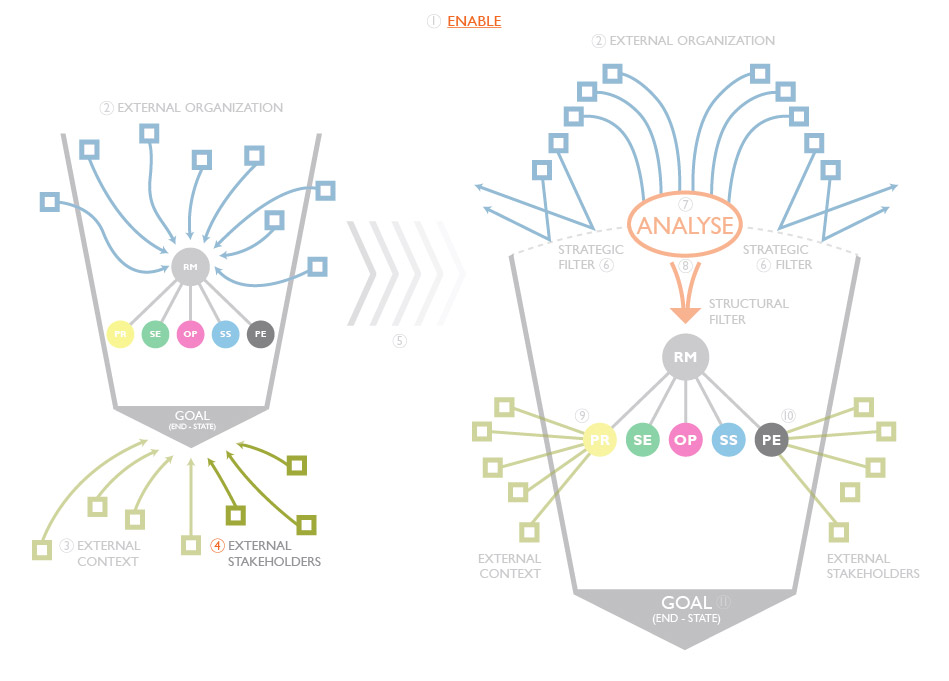 ① ENABLE
② EXTERNAL ORGANIZATION
RM
PR SE OP SS PE
GOAL
(END - STATE)
③ EXTERNAL
CONTEXT
④ EXTERNAL
STAKEHOLDERS
⑤
② EXTERNAL ORGANIZATION
⑦
ANALYSE
STRATEGIC
FILTER ⑥
⑧
STRATEGIC
⑥ FILTER
STRUCTURAL
FILTER
RM
⑨
⑩
PR SE OP SS PE
EXTERNAL
CONTEXT
EXTERNAL
STAKEHOLDERS
GOAL ⑪
(END - STATE)